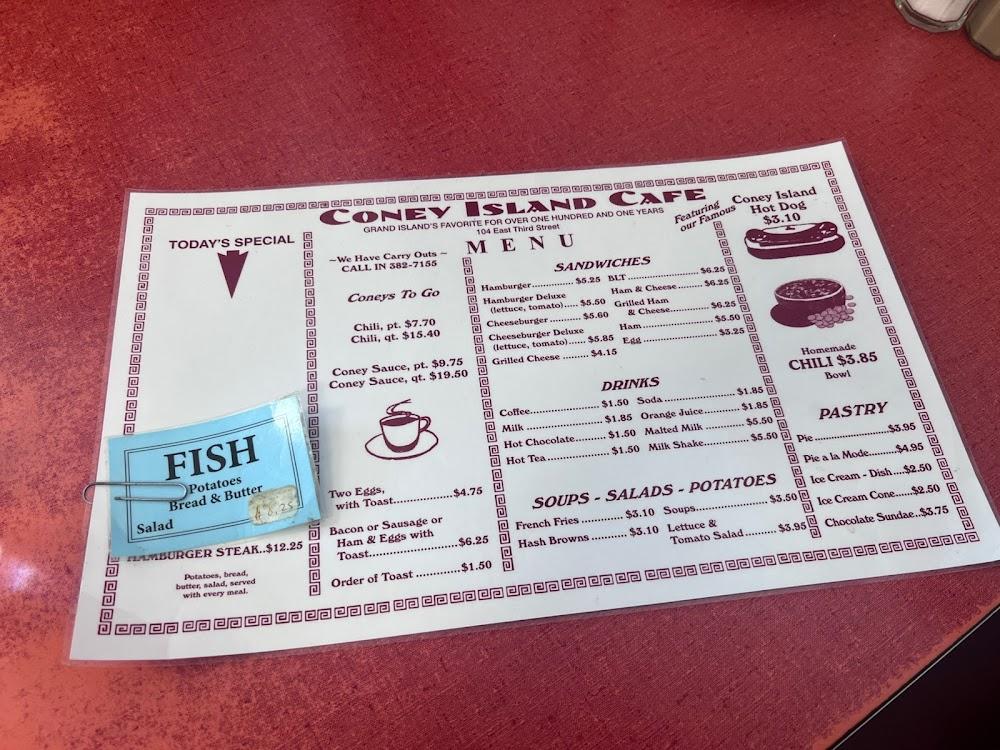 CONEY ISLAND CAFE
GRAND ISLAND'S FAVORITE FOR OVER ONE HUNDRED AND ONE YEARS
104 East Third Street
MENU
TODAY'S SPECIAL
FISH
Potatoes
Bread & Butter
Salad
HAMBURGER STEAK..$12.25
Potatoes, bread,
butter, salad, served
with every meal.
~We Have Carry Outs ~
CALL IN 382-7155
Coneys To Go
Chili, pt. $7.70
Chili, qt. $15.40
Coney Sauce, pt. $9.75
Coney Sauce, qt. $19.50
Two Eggs,
with Toast...................$4.75
Bacon or Sausage or
Ham & Eggs with
Toast.........................$6.25
Order of Toast .............$1.50
SANDWICHES
Hamburger............ $5.25
Hamburger Deluxe
(lettuce, tomato)..... $5.50
Cheeseburger ........... $5.60
Cheeseburger Deluxe
(lettuce, tomato)...... $5.85
Grilled Cheese ......... $4.15
BLT ............................ $6.25
Ham & Cheese .......... $6.25
Grilled Ham
& Cheese.................$6.25
Ham............................$5.50
Egg .............................$3.25
DRINKS
Coffee........................ $1.50
Milk ........................... $1.85
Hot Chocolate.......... $1.50
Hot Tea..................... $1.50
Soda ...........................$1.85
Orange Juice.............$1.85
Malted Milk ..............$5.50
Milk Shake................$5.50
SOUPS - SALADS - POTATOES
French Fries ............ $3.10
Hash Browns ........... $3.10
Soups..........................$3.50
Lettuce &
Tomato Salad..........$3.95
Featuring
our Famous
Coney Island
Hot Dog
$3.10
Homemade
CHILI $3.85
Bowl
PASTRY
Pie..............................$3.95
Pie a la Mode..........$4.95
Ice Cream - Dish....$2.50
Ice Cream Cone......$2.50
Chocolate Sundae..$3.75